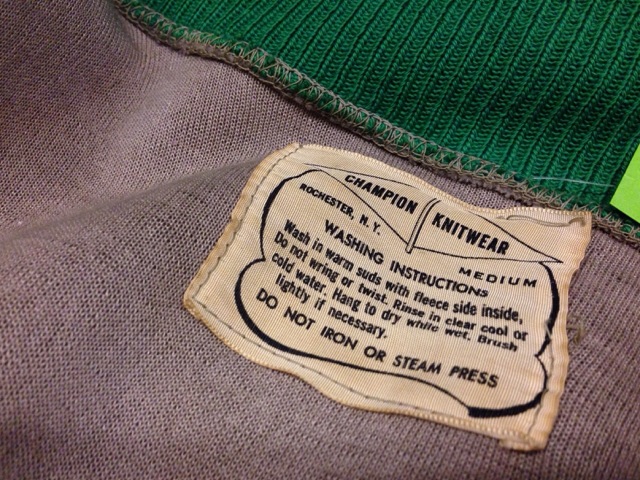 CHAMPION KNITWEAR
ROCHESTER, N.Y.
MEDIUM
WASHING INSTRUCTIONS
Wash in warm suds with fleece side inside,
Do not wring or twist. Rinse in clear cool or
cold water. Hang to dry while wet. Brush
lightly if necessary.
DO NOT IRON OR STEAM PRESS